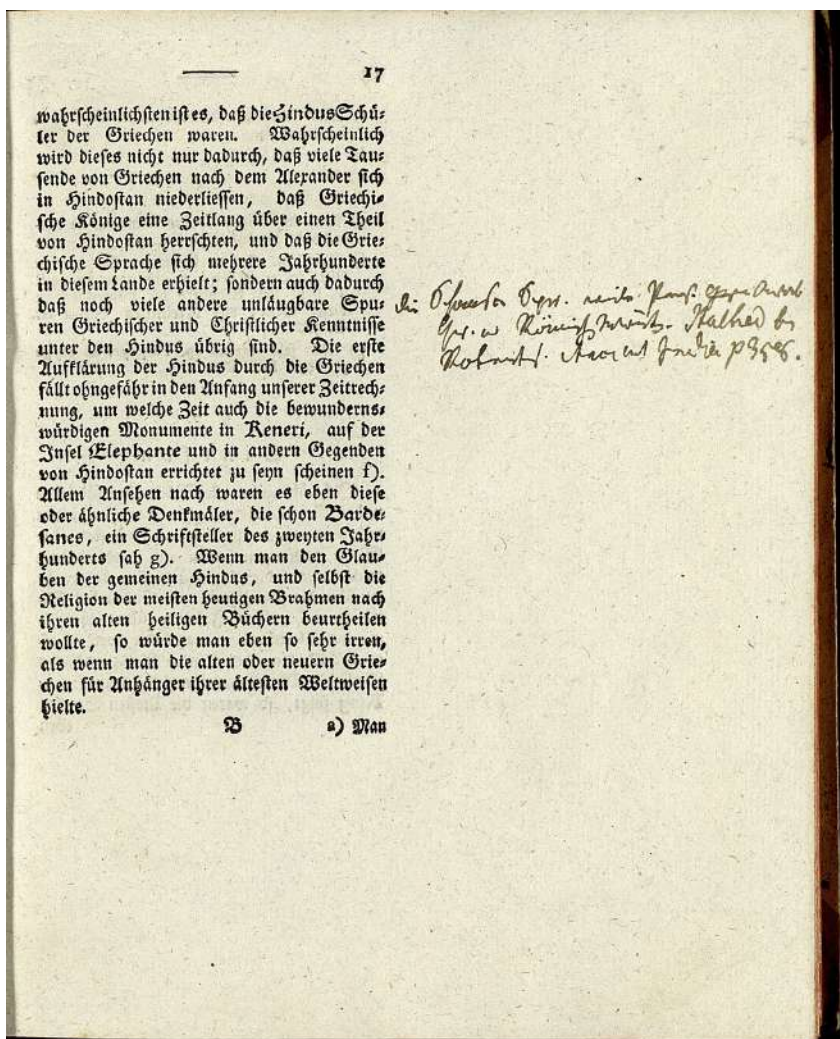 17
wahrscheinlichsten ist es, daß die Hindus Schü⸗
ler der Griechen waren. Wahrscheinlich
wird dieses nicht nur dadurch, daß viele Tau⸗
sende von Griechen nach dem Alexander sich
in Hindostan niederliessen, daß Griechi⸗
sche Könige eine Zeitlang über einen Theil
von Hindostan herrschten, und daß die Grie⸗
chische Sprache sich mehrere Jahrhunderte
in diesem Lande erhielt; sondern auch dadurch
daß noch viele andere unläugbare Spu⸗
ren Griechischer und Christlicher Kenntnisse
unter den Hindus übrig sind. Die erste
Aufklärung der Hindus durch die Griechen
fällt ohngefähr in den Anfang unserer Zeitrech⸗
nung, um welche Zeit auch die bewunderns⸗
würdigen Monumente in Keneri, auf der
Insel Elephante und in andern Gegenden
von Hindostan errichtet zu seyn scheinen f).
Allem Ansehen nach waren es eben diese
oder ähnliche Denkmäler, die schon Barde⸗
sanes, ein Schriftsteller des zweyten Jahr⸗
hunderts sah g). Wenn man den Glau⸗
ben der gemeinen Hindus, und selbst die
Religion der meisten heutigen Brahmen nach
ihren alten heiligen Büchern beurtheilen
wollte, so würde man eben so sehr irren,
als wenn man die alten oder neuern Grie⸗
chen für Anhänger ihrer ältesten Weltweisen
hielte.
B a) Man
die
Halhed
p 358.